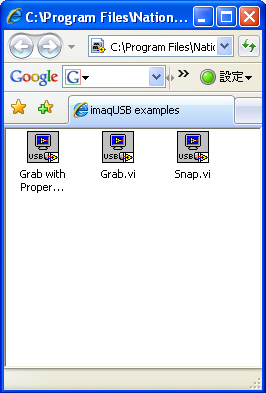 C:\Program Files\Nation...
C:\Program Files\Natio
Google G 設定
imaqUSB examples
USB USB USB
Grab with Proper... Grab.vi Snap.vi